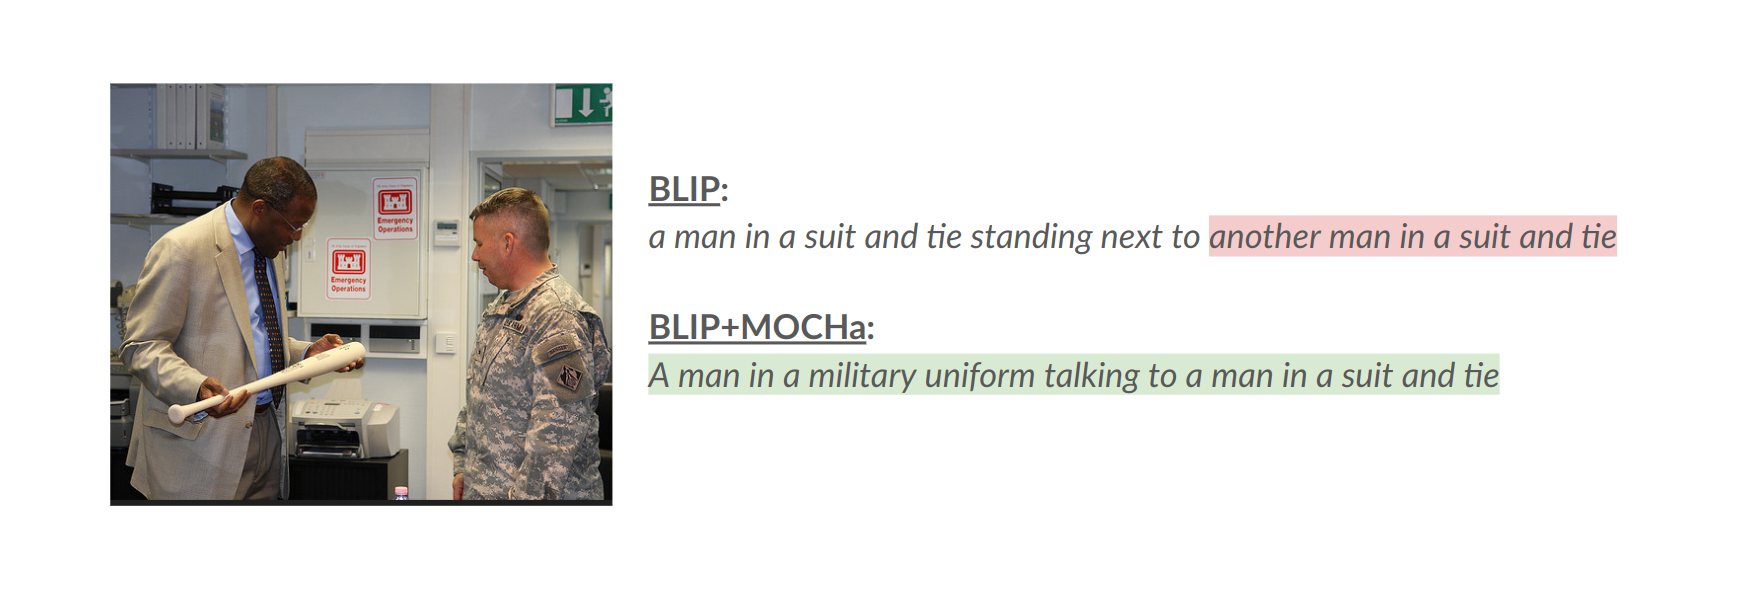 Emergency
Operations
Emergency
Operations
BLIP:
a man in a suit and tie standing next to another man in a suit and tie
BLIP+MOCHa:
A man in a military uniform talking to a man in a suit and tie